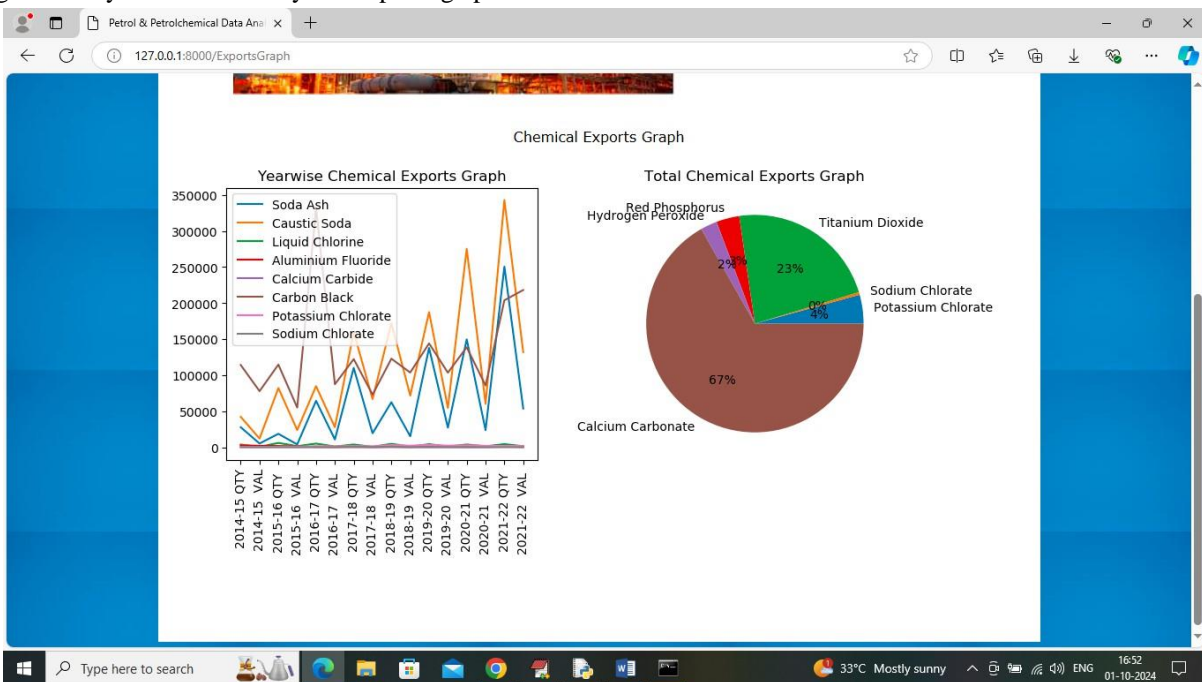 Petrol & Petrolchemical Data Ana
127.0.0.1:8000/ExportsGraph
Chemical Exports Graph
Yearwise Chemical Exports Graph
350000
300000
250000
200000
150000
100000
50000
0
Soda Ash
Caustic Soda
Liquid Chlorine
Aluminium Fluoride
Calcium Carbide
Carbon Black
Potassium Chlorate
Sodium Chlorate
2014-15 QTY
2014-15 VAL
2015-16 QTY
2015-16 VAL
2016-17 QTY
2016-17 VAL
2017-18 QTY
2017-18 VAL
2018-19 QTY
2018-19 VAL
2019-20 QTY
2019-20 VAL
2020-21 QTY
2020-21 VAL
2021-22 QTY
2021-22 VAL
Total Chemical Exports Graph
Red Phosphorus
Hydrogen Peroxide
Titanium Dioxide
Sodium Chlorate
Potassium Chlorate
Calcium Carbonate
2%
23%
0%
4%
67%
Type here to search
33°C Mostly sunny
ENG
16:52
01-10-2024